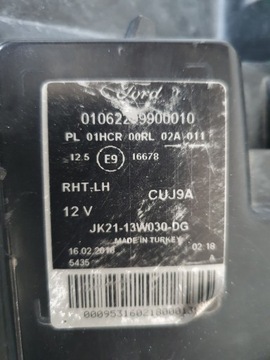 Ford
01062299900010
PL 01HCR 00RL 02A-011
12.5 E9 16678
RHT-LH CUJ9A
12 V
JK21-13W030-DG
MADE IN TURKEY
16.02.2018 02 18
5435 A